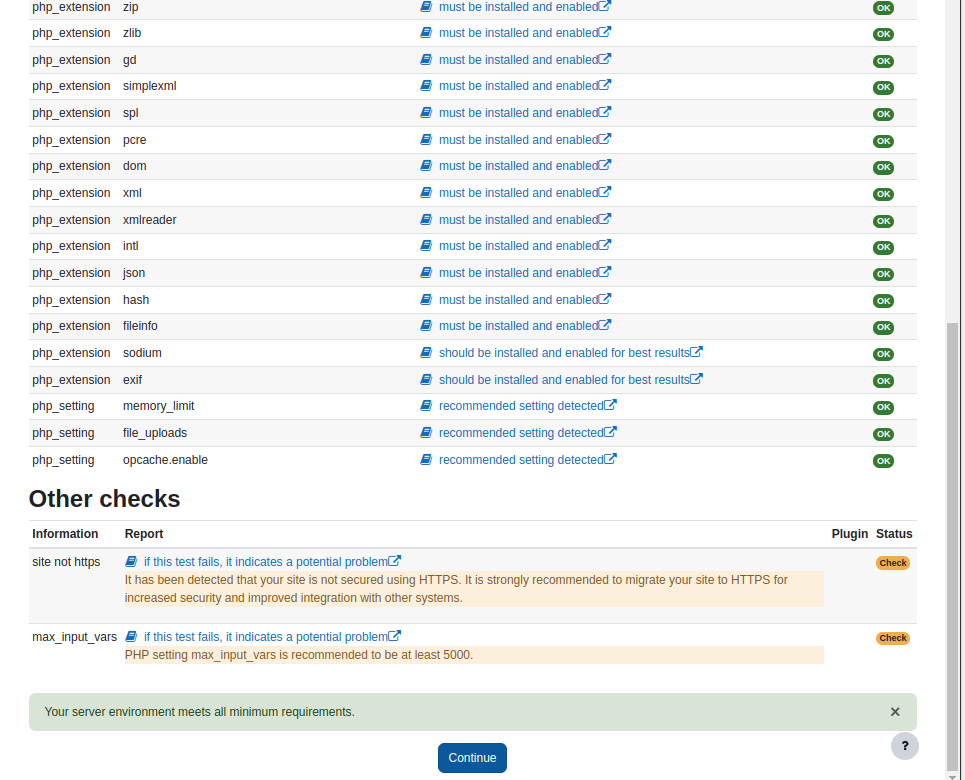 php_extension zip must be installed and enabled OK
php_extension zlib must be installed and enabled OK
php_extension gd must be installed and enabled OK
php_extension simplexml must be installed and enabled OK
php_extension spl must be installed and enabled OK
php_extension pcre must be installed and enabled OK
php_extension dom must be installed and enabled OK
php_extension xml must be installed and enabled OK
php_extension xmlreader must be installed and enabled OK
php_extension intl must be installed and enabled OK
php_extension json must be installed and enabled OK
php_extension hash must be installed and enabled OK
php_extension fileinfo must be installed and enabled OK
php_extension sodium should be installed and enabled for best results OK
php_extension exif should be installed and enabled for best results OK
php_setting memory_limit recommended setting detected OK
php_setting file_uploads recommended setting detected OK
php_setting opcache.enable recommended setting detected OK
Other checks
Information Report Plugin Status
site not https if this test fails, it indicates a potential problem Check
It has been detected that your site is not secured using HTTPS. It is strongly recommended to migrate your site to HTTPS for
increased security and improved integration with other systems.
max_input_vars if this test fails, it indicates a potential problem Check
PHP setting max_input_vars is recommended to be at least 5000.
Your server environment meets all minimum requirements. ×
?
Continue